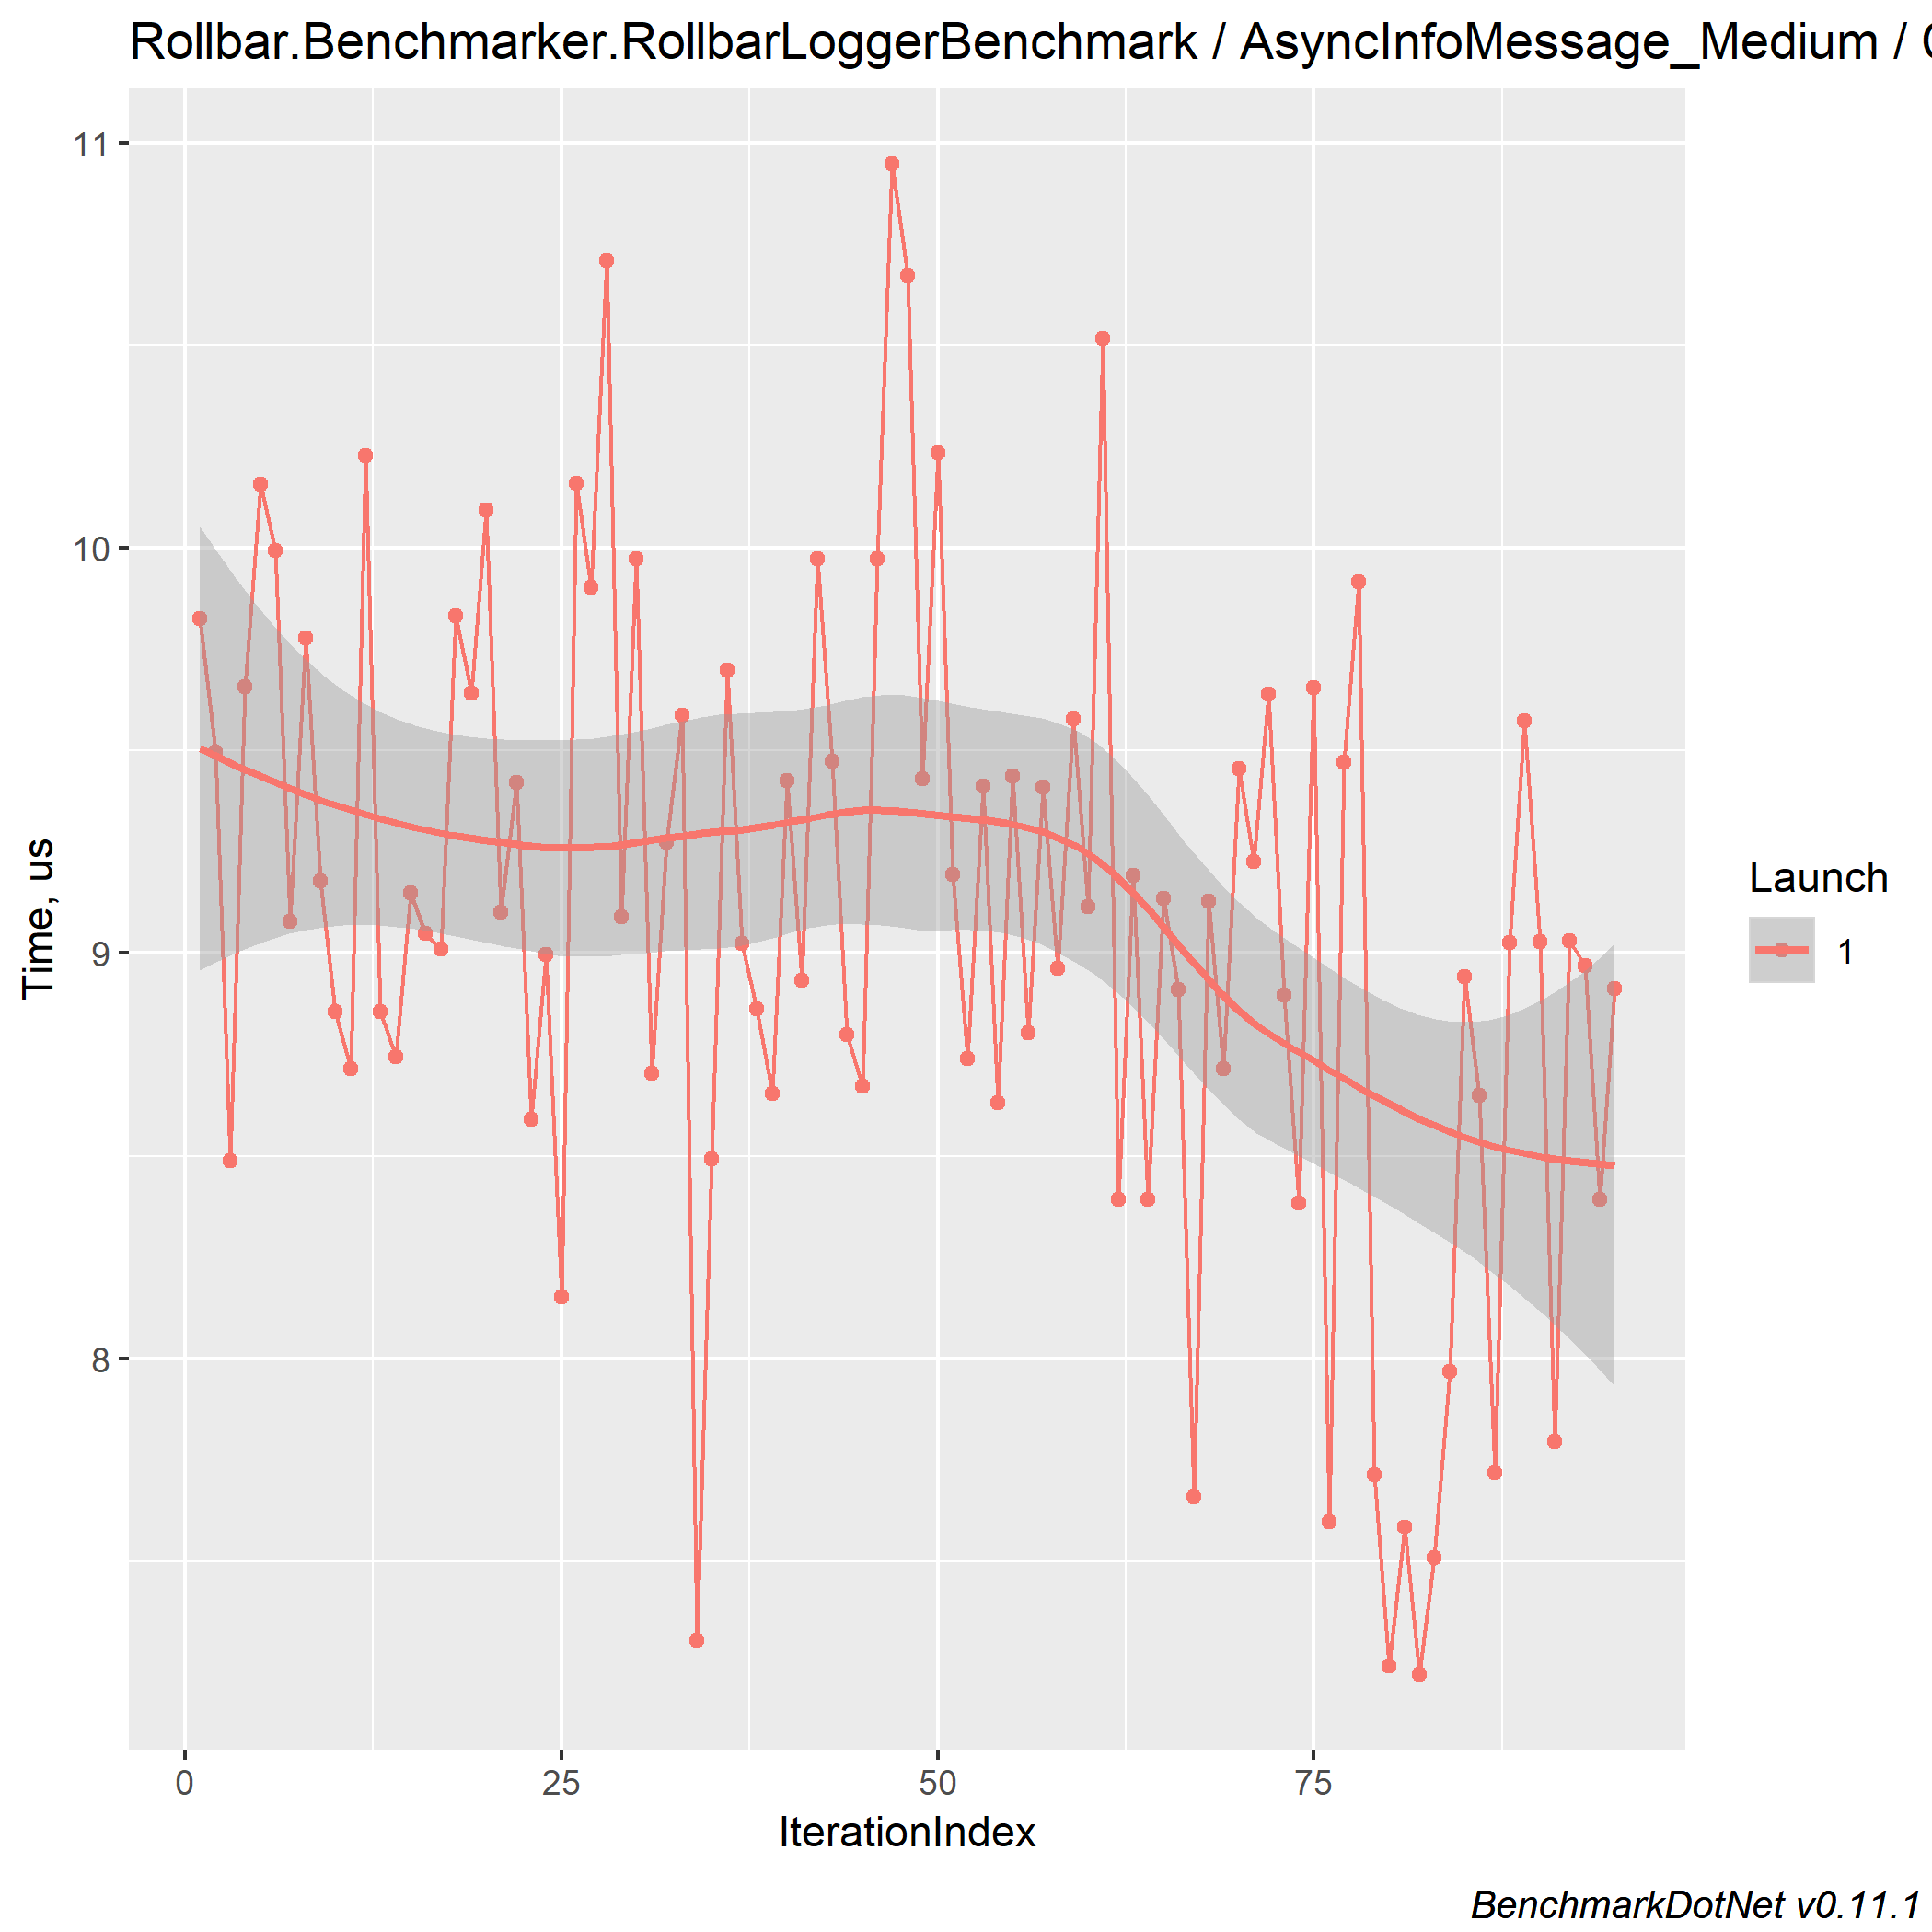 Rollbar.Benchmarker.RollbarLoggerBenchmark / AsyncInfoMessage_Medium /
11
10
9
8
Time, us
0 25 50 75
IterationIndex
Launch
1
BenchmarkDotNet v0.11.1